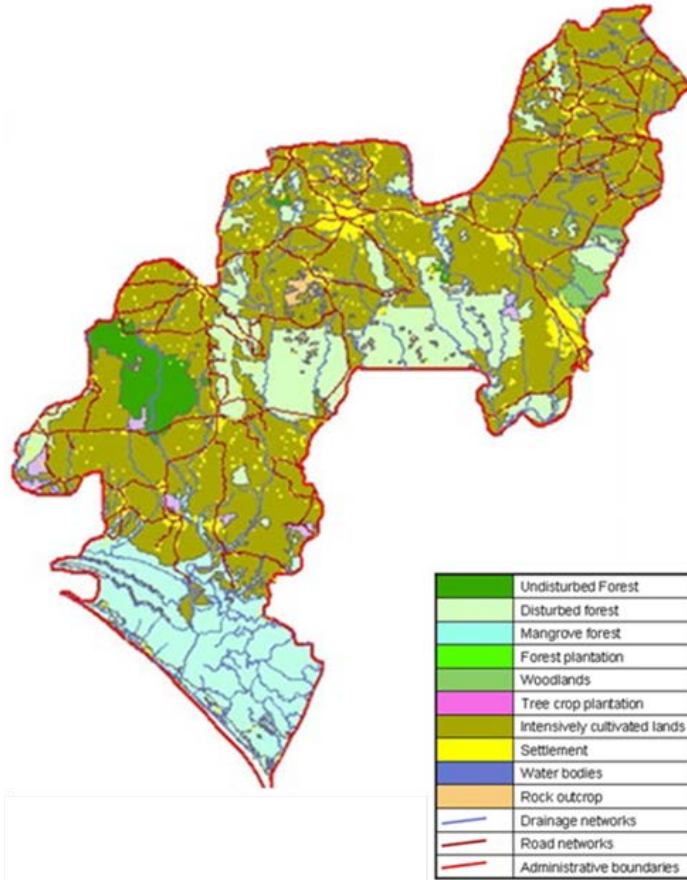 Undisturbed Forest
Disturbed forest
Mangrove forest
Forest plantation
Woodlands
Tree crop plantation
Intensively cultivated lands
Settlement
Water bodies
Rock outcrop
Drainage networks
Road networks
Administrative boundaries